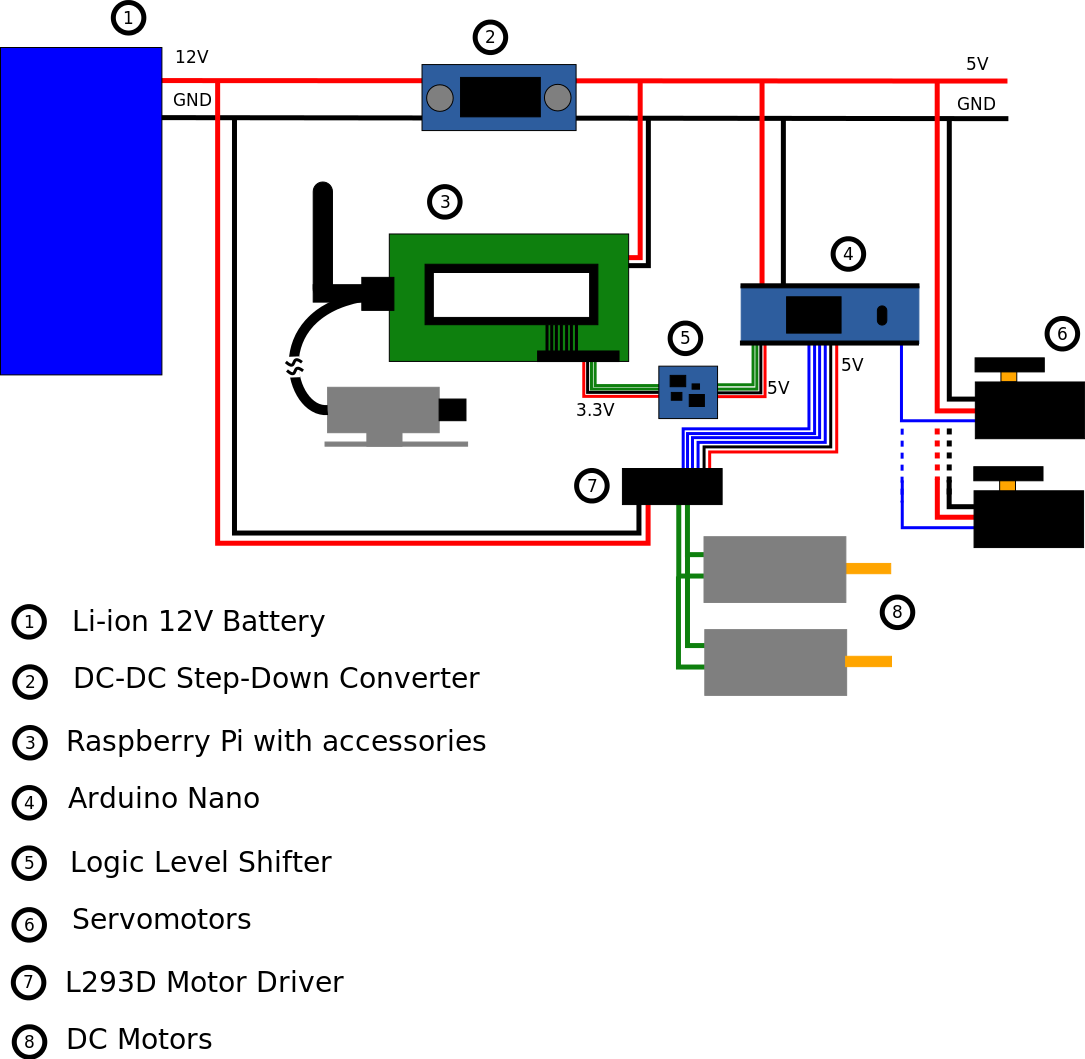 1
2
12V
5V
GND
GND
3
4
5
6
5V
5V
3.3V
7
8
1 Li-ion 12V Battery
2 DC-DC Step-Down Converter
3 Raspberry Pi with accessories
4 Arduino Nano
5 Logic Level Shifter
6 Servomotors
7 L293D Motor Driver
8 DC Motors